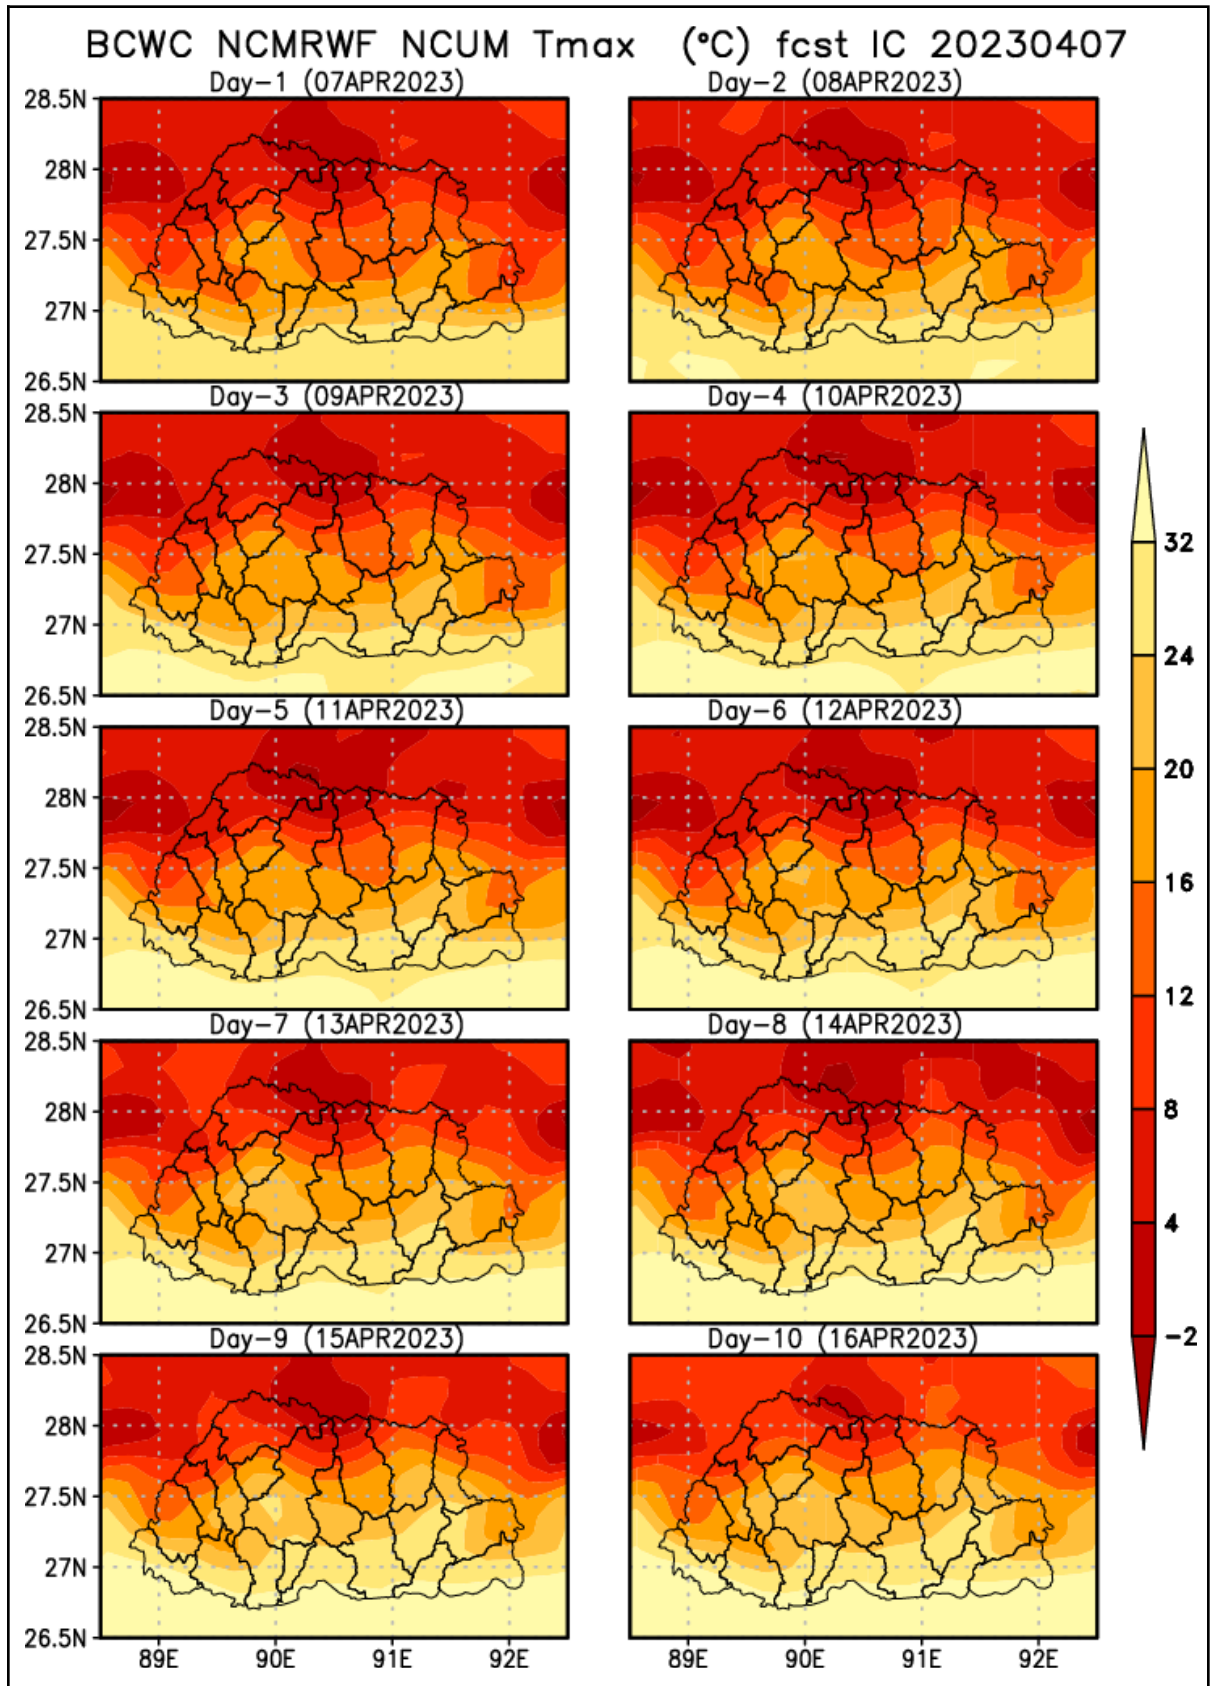 BCWC NCMRWF NCUM Tmax (°C) fcst IC 20230407
Day-1 (07APR2023) Day-2 (08APR2023)
28.5N
28N
27.5N
27N
26.5N
Day-3 (09APR2023) Day-4 (10APR2023)
28.5N
28N
27.5N
27N
26.5N
Day-5 (11APR2023) Day-6 (12APR2023)
28.5N
28N
27.5N
27N
26.5N
Day-7 (13APR2023) Day-8 (14APR2023)
28.5N
28N
27.5N
27N
26.5N
Day-9 (15APR2023) Day-10 (16APR2023)
28.5N
28N
27.5N
27N
26.5N
89E 90E 91E 92E 89E 90E 91E 92E
32
24
20
16
12
8
4
-2